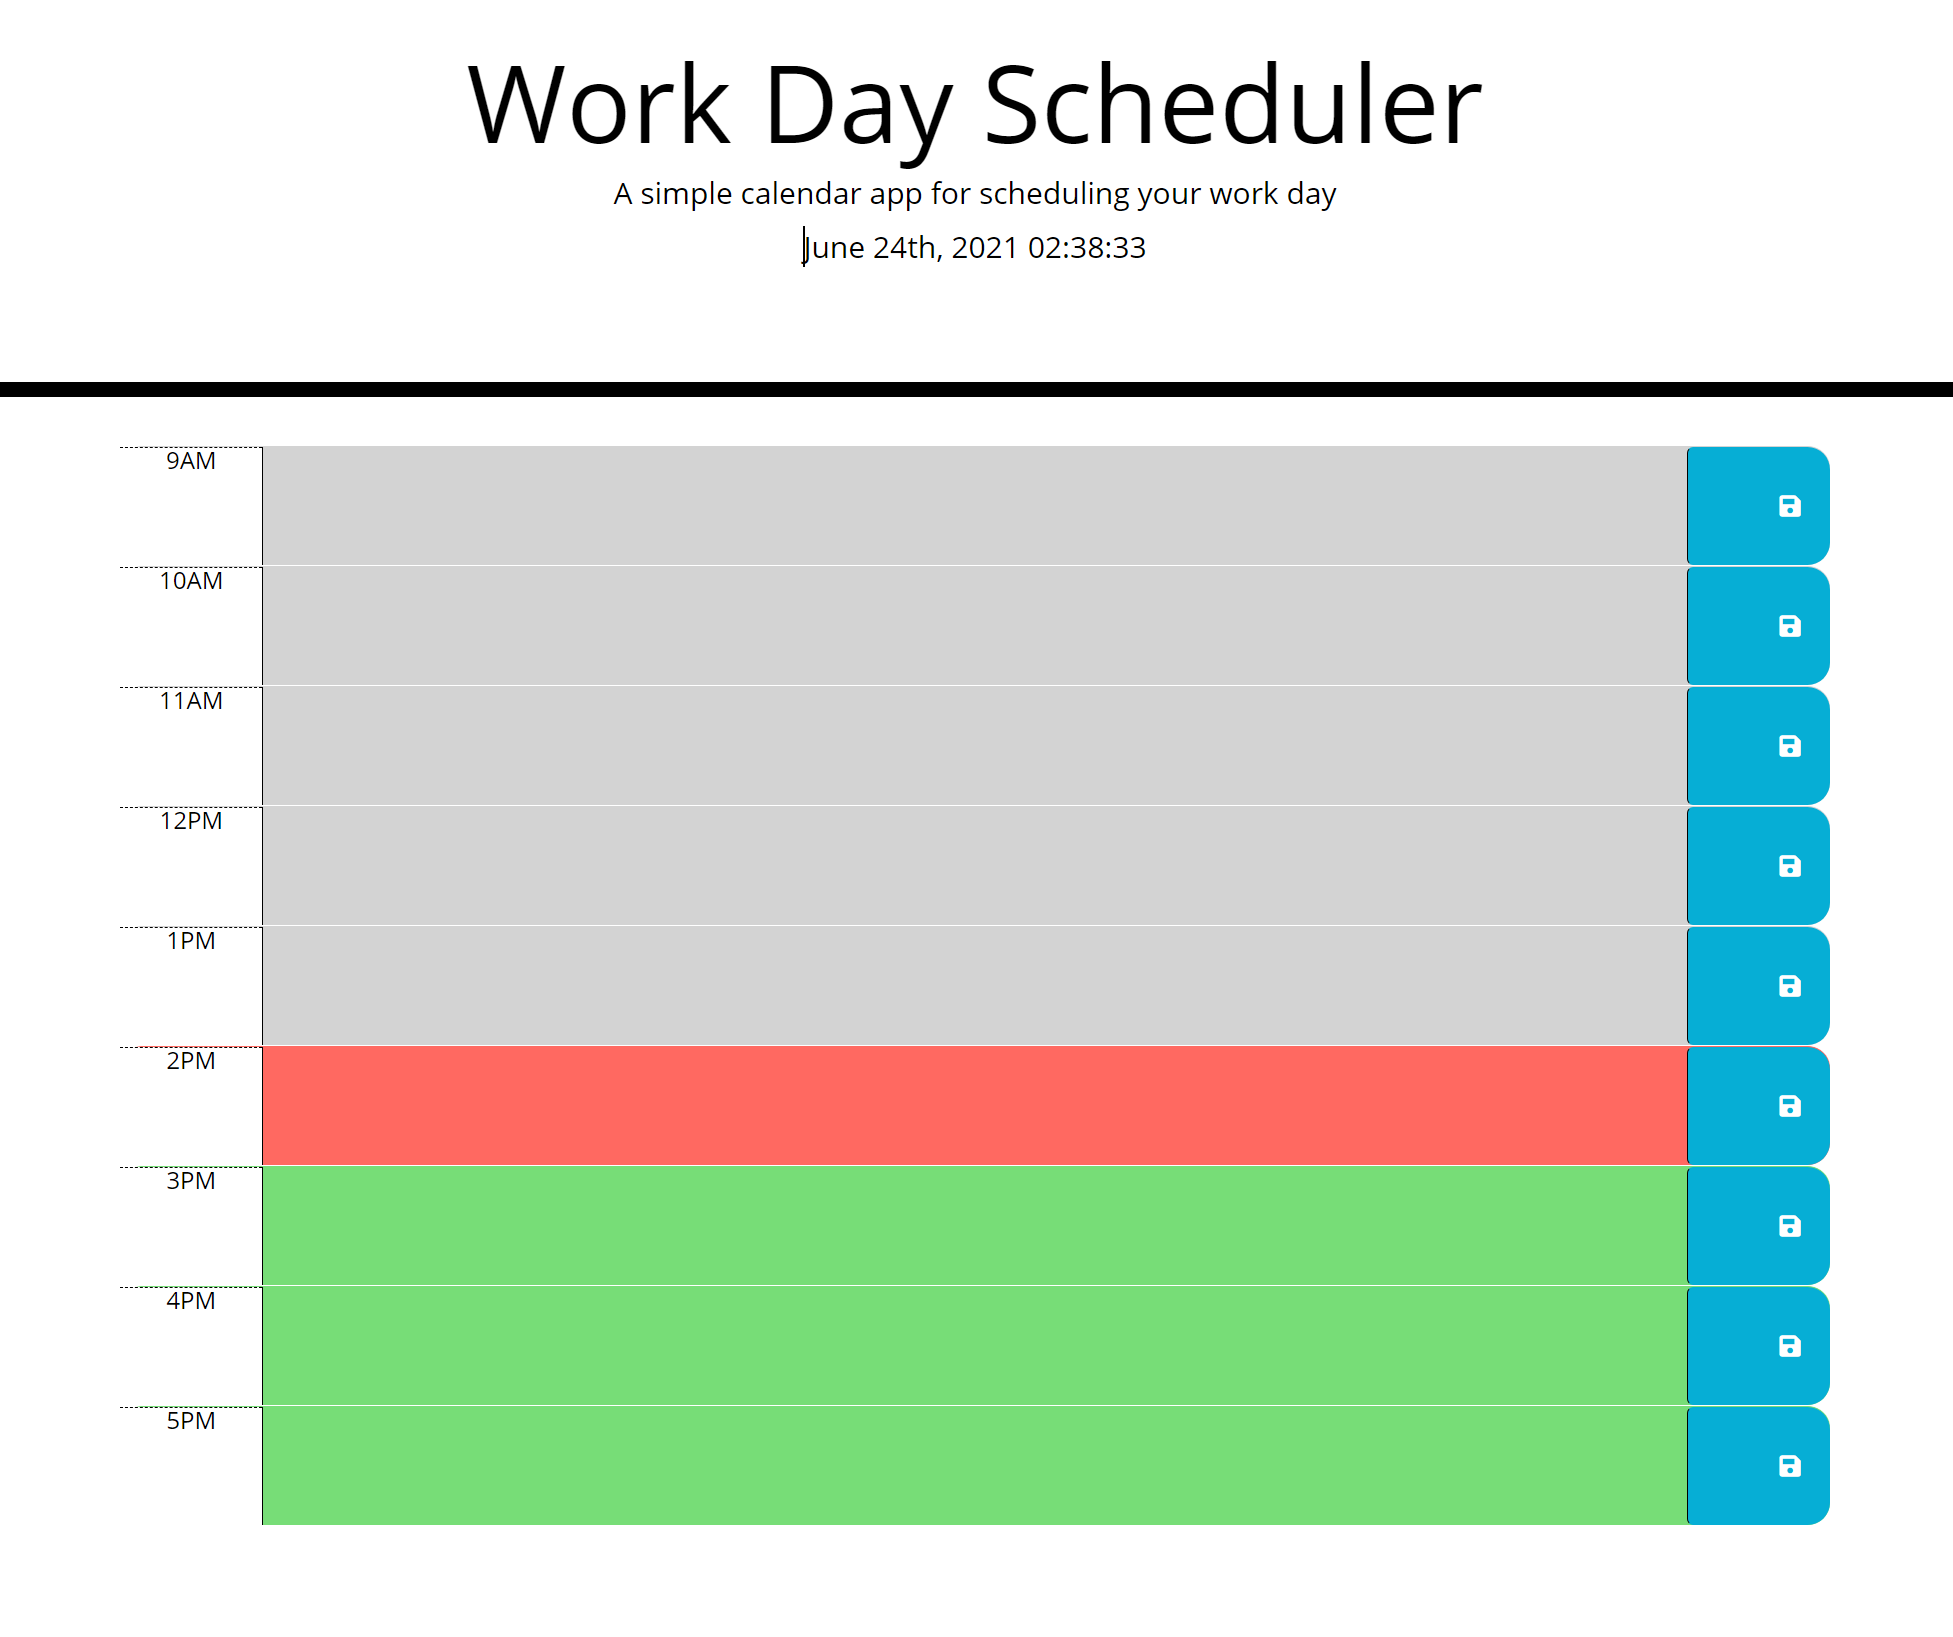 Work Day Scheduler
A simple calendar app for scheduling your work day
June 24th, 2021 02:38:33
9AM
10AM
11AM
12PM
1PM
2PM
3PM
4PM
5PM